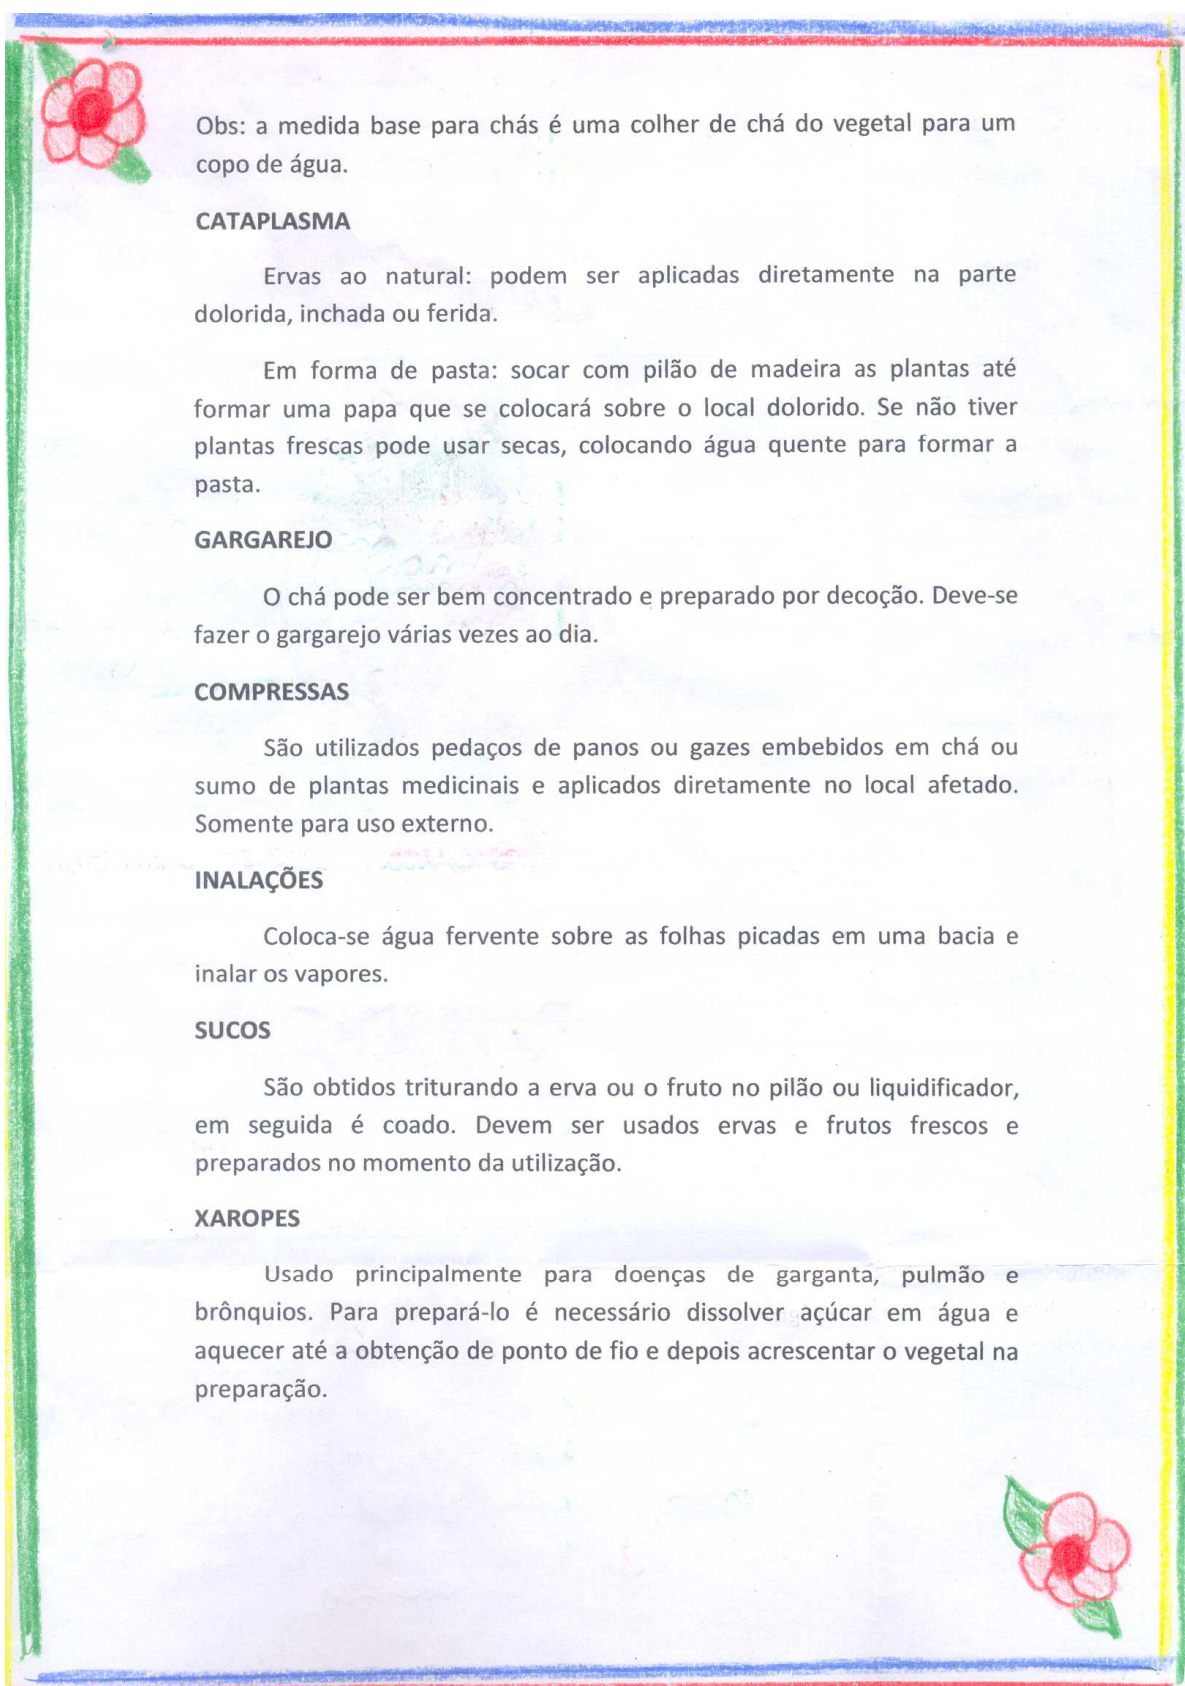 Obs: a medida base para chás é uma colher de chá do vegetal para um
copo de água.
CATAPLASMA
Ervas ao natural: podem ser aplicadas diretamente na parte
dolorida, inchada ou ferida.
Em forma de pasta: socar com pilão de madeira as plantas até
formar uma papa que se colocará sobre o local dolorido. Se não tiver
plantas frescas pode usar secas, colocando água quente para formar a
pasta.
GARGAREJO
O chá pode ser bem concentrado e preparado por decoção. Deve-se
fazer o gargarejo várias vezes ao dia.
COMPRESSAS
São utilizados pedaços de panos ou gazes embebidos em chá ou
sumo de plantas medicinais e aplicados diretamente no local afetado.
Somente para uso externo.
INALAÇÕES
Coloca-se água fervente sobre as folhas picadas em uma bacia e
inalar os vapores.
SUCOS
São obtidos triturando a erva ou o fruto no pilão ou liquidificador,
em seguida é coado. Devem ser usados ervas e frutos frescos e
preparados no momento da utilização.
XAROPES
Usado principalmente para doenças de garganta, pulmão e
brônquios. Para prepará-lo é necessário dissolver açúcar em água e
aquecer até a obtenção de ponto de fio e depois acrescentar o vegetal na
preparação.